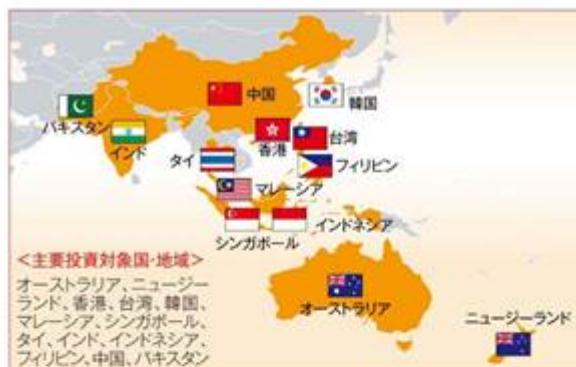 中国
韓国
パキスタン
インド
香港
台湾
タイ
フィリピン
マレーシア
シンガポール
インドネシア
<主要投資対象国・地域>
オーストラリア、ニュージー
ランド、香港、台湾、韓国、
マレーシア、シンガポール、
タイ、インド、インドネシア、
フィリピン、中国、パキスタン
オーストラリア
ニュージーランド